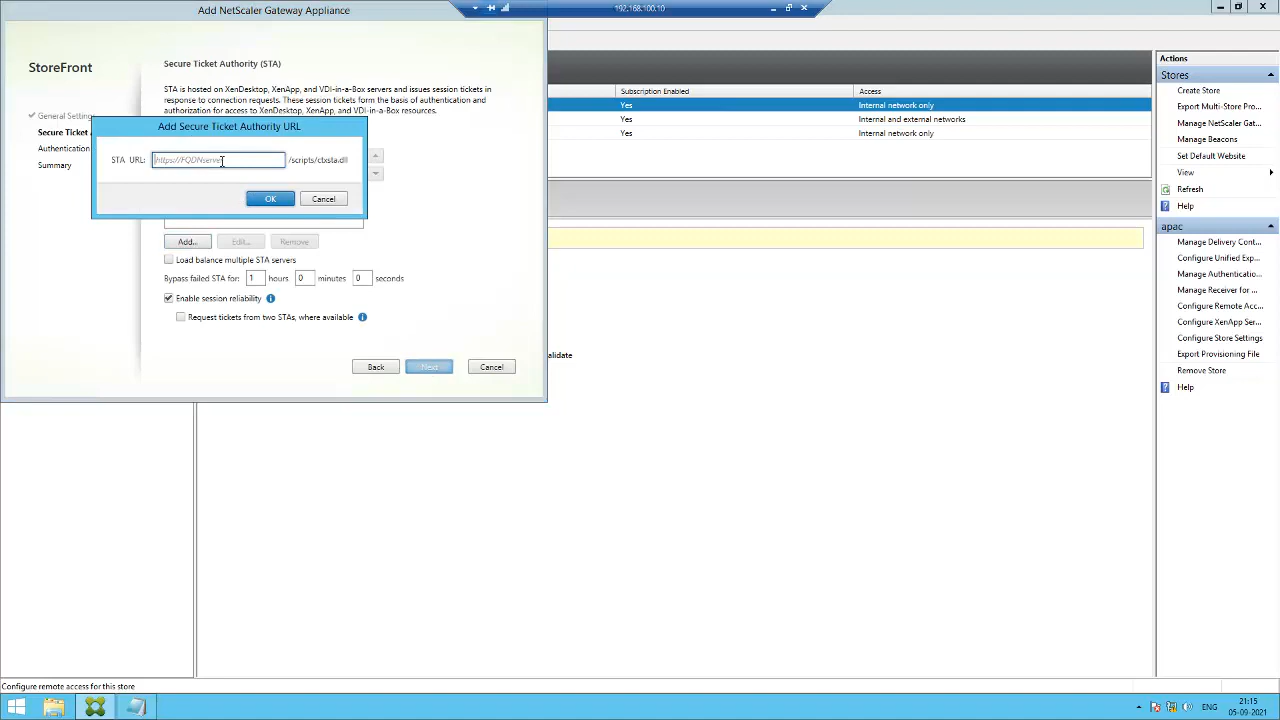 Add NetScaler Gateway Appliance
192.168.100.10
StoreFront
General Setting
Secure Ticket A
Authentication
Summary
Secure Ticket Authority (STA)
STA is hosted on XenDesktop, XenApp, and VDI-in-a-Box servers and issues session tickets in
response to connection requests. These session tickets form the basis of authentication and
authorization for access to XenDesktop, XenApp, and VDI-in-a-Box resources.
Add Secure Ticket Authority URL
STA URL:
https://FQDNserver
/scripts/ctxsta.dll
OK
Cancel
Add...
Edit...
Remove
Load balance multiple STA servers
Bypass failed STA for: 1 hours 0 minutes 0 seconds
Enable session reliability
Request tickets from two STAs, where available
Back
Next
Cancel
Subscription Enabled
Access
Yes
Internal network only
Yes
Internal and external networks
Yes
Internal network only
alidate
Actions
Stores
Create Store
Export Multi-Store Pro...
Manage NetScaler Gat...
Manage Beacons
Set Default Website
View
Refresh
Help
apac
Manage Delivery Cont...
Configure Unified Exp...
Manage Authenticatio...
Manage Receiver for ...
Configure Remote Acc...
Configure XenApp Ser...
Configure Store Settings
Export Provisioning File
Remove Store
Help
Configure remote access for this store
ENG
21:15
05-09-2021